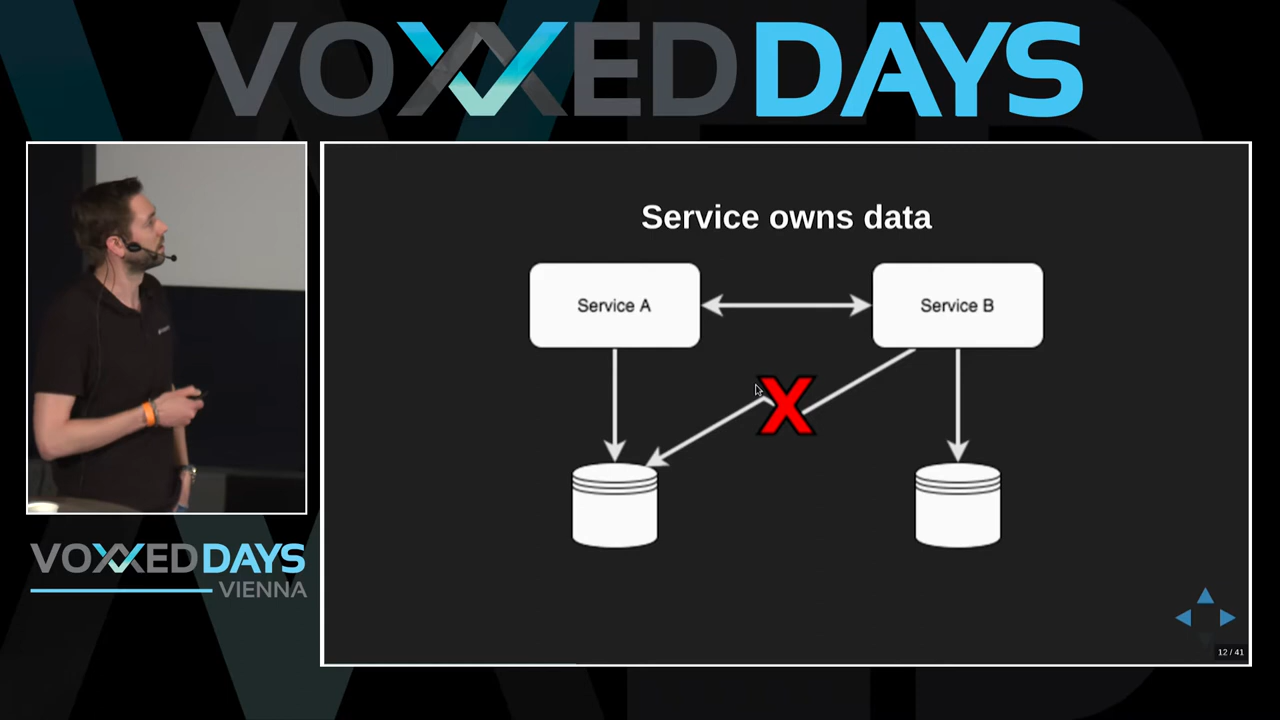 VOXXED DAYS
Service owns data
Service A
Service B
X
VOXXED DAYS
VIENNA
12 / 41